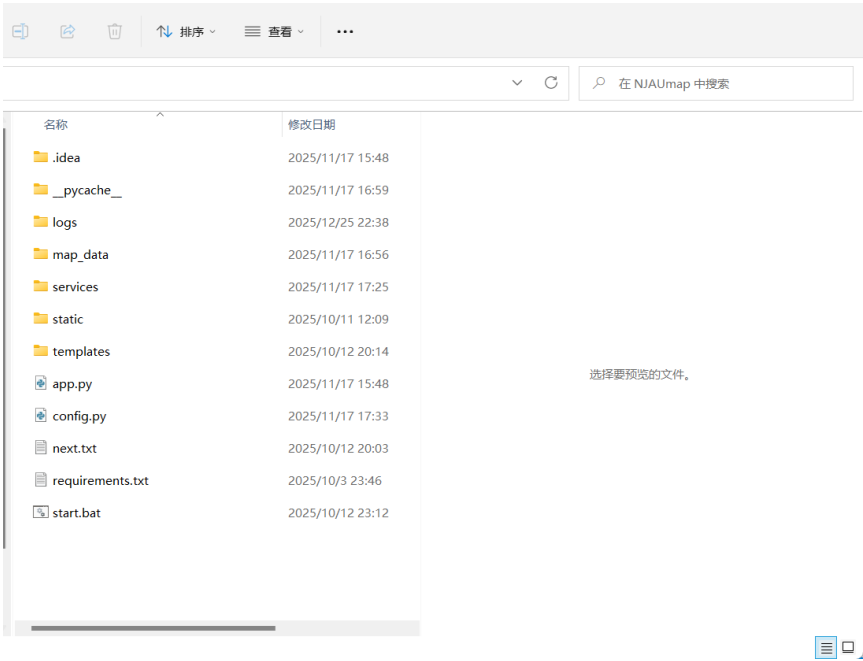 排序 查看
在 NJAUmap 中搜索
名称 修改日期
.idea 2025/11/17 15:48
__pycache__ 2025/11/17 16:59
logs 2025/12/25 22:38
map_data 2025/11/17 16:56
services 2025/11/17 17:25
static 2025/10/11 12:09
templates 2025/10/12 20:14
app.py 2025/11/17 15:48
选择要预览的文件。
config.py 2025/11/17 17:33
next.txt 2025/10/12 20:03
requirements.txt 2025/10/3 23:46
start.bat 2025/10/12 23:12